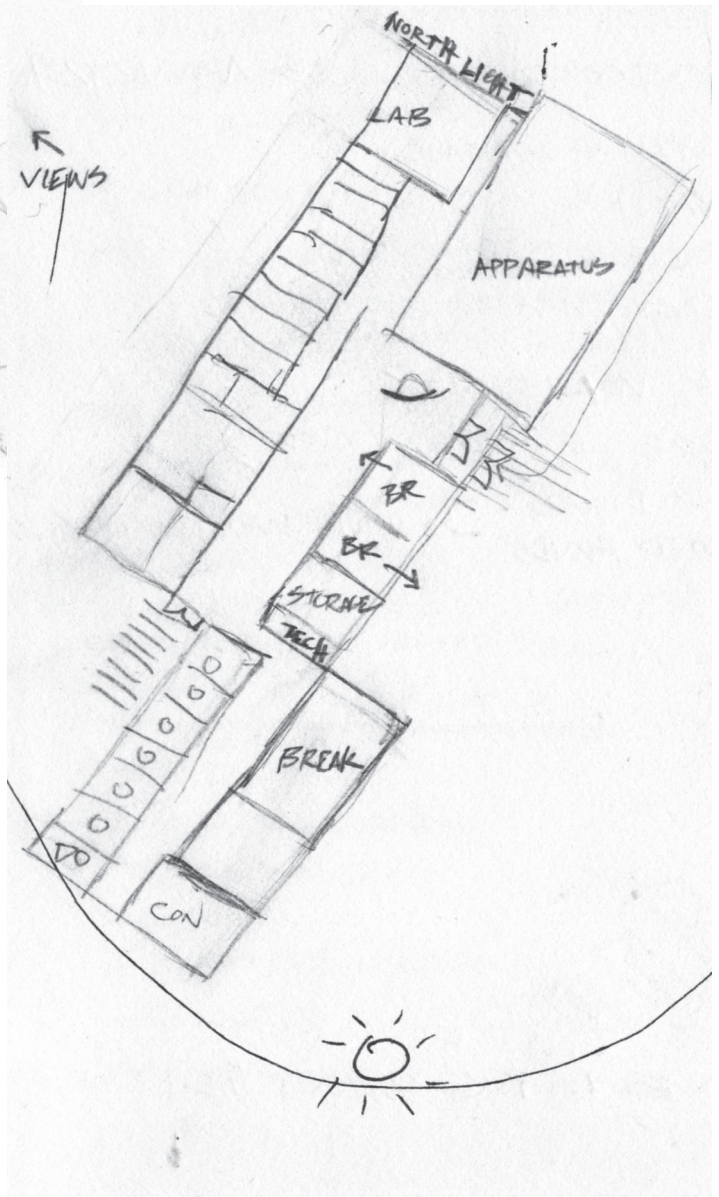 NORTH LIGHT
LAB
VIEWS
APPARATUS
BR
BR
STORAGE
TECH
BREAK
DO
CON